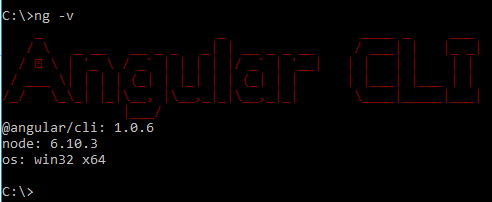 C:\>ng -v
Angular CLI
@angular/cli: 1.0.6
node: 6.10.3
os: win32 x64
C:\>